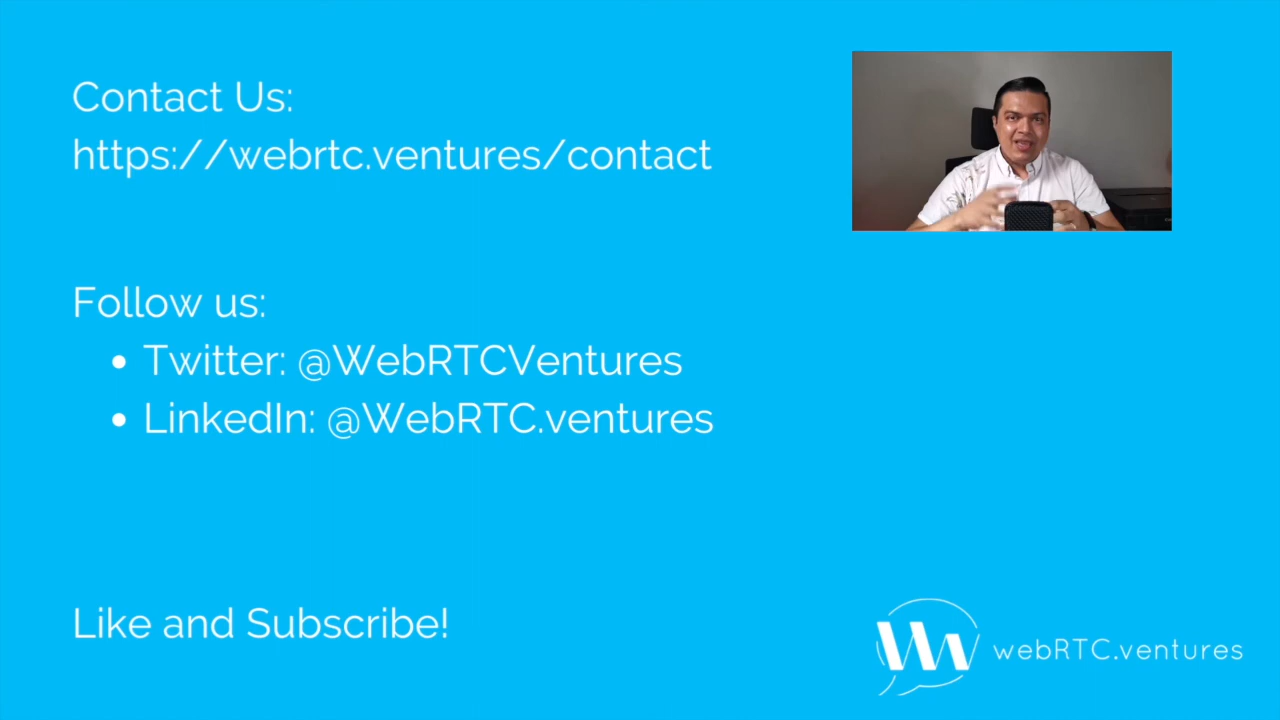 Contact Us:
https://webrtc.ventures/contact
Follow us:
• Twitter: @WebRTCVentures
• LinkedIn: @WebRTC.ventures
Like and Subscribe!
webRTC.ventures